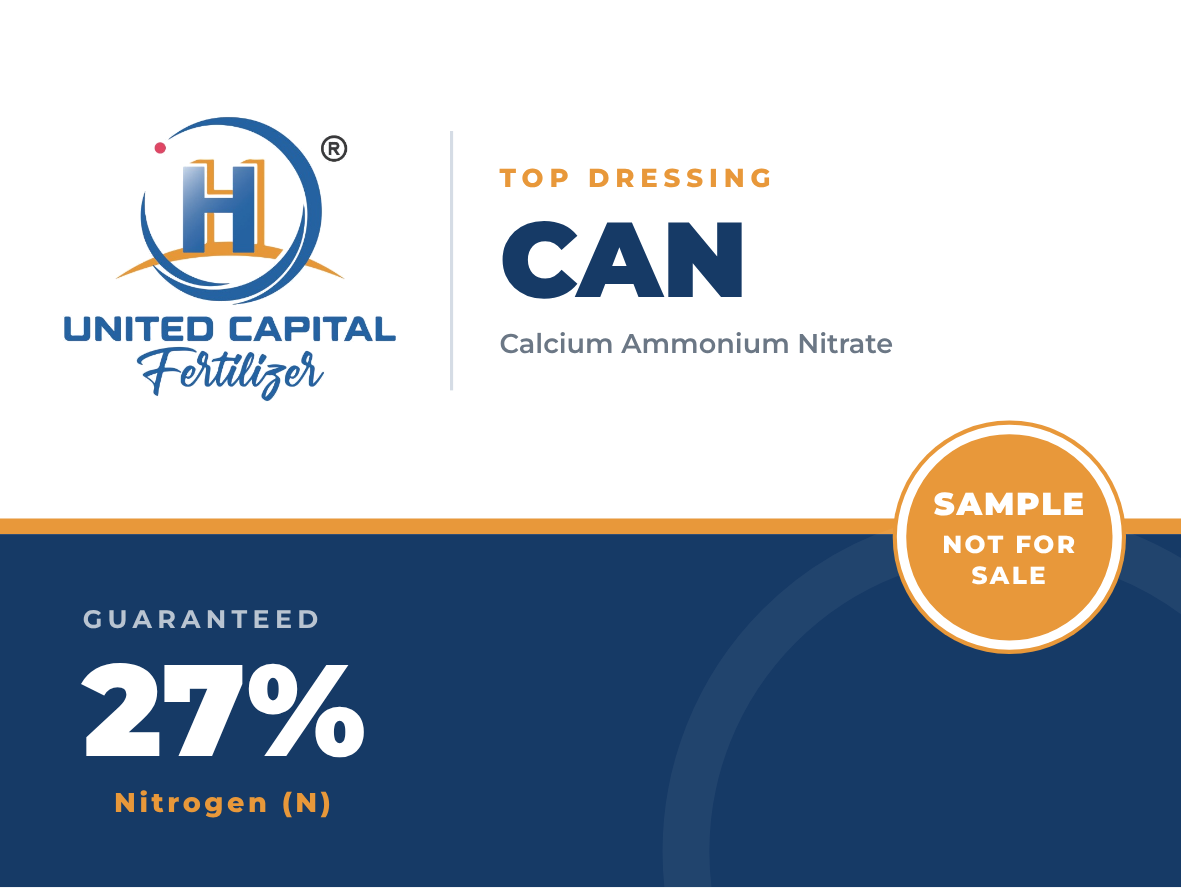 H
®
UNITED CAPITAL
Fertilizer
TOP DRESSING
CAN
Calcium Ammonium Nitrate
SAMPLE
NOT FOR
SALE
GUARANTEED
27%
Nitrogen (N)